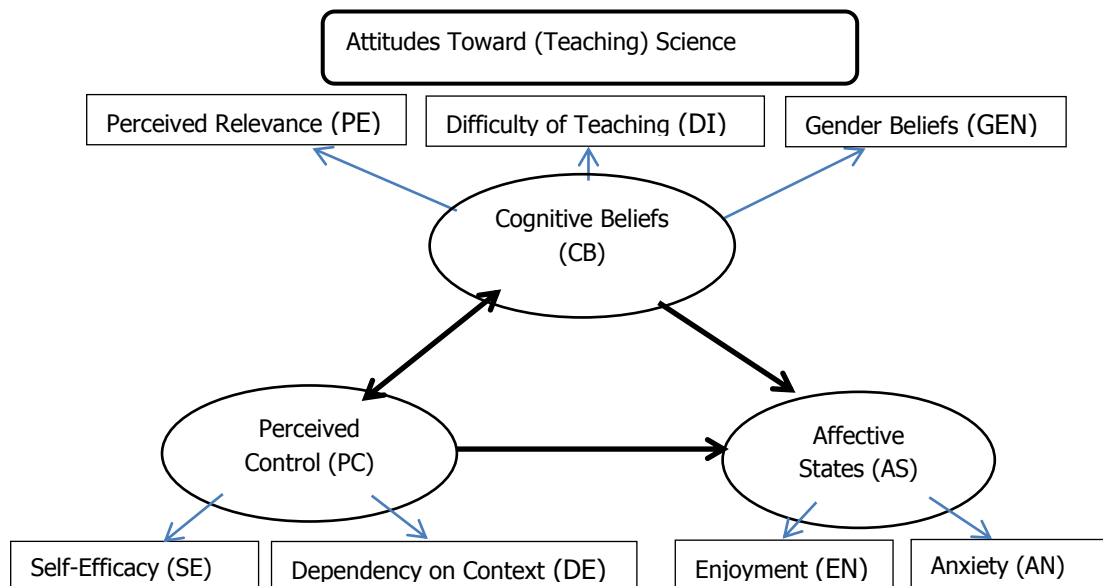 Attitudes Toward (Teaching) Science
Perceived Relevance (PE)
Difficulty of Teaching (DI)
Gender Beliefs (GEN)
Cognitive Beliefs
(CB)
Perceived
Control (PC)
Affective
States (AS)
Self-Efficacy (SE)
Dependency on Context (DE)
Enjoyment (EN)
Anxiety (AN)